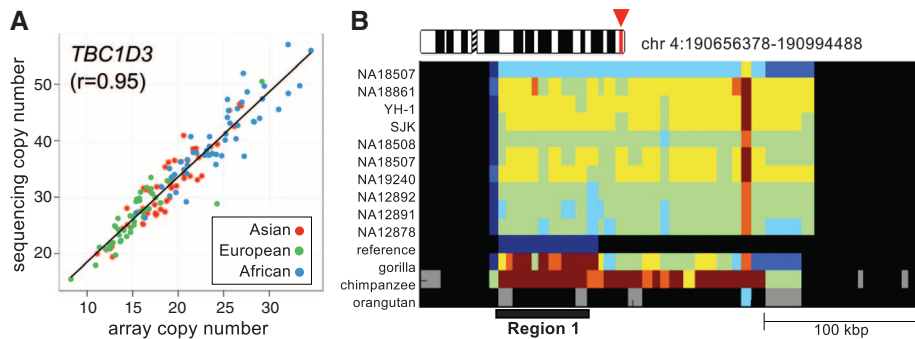 A
TBC1D3
(r=0.95)
sequencing copy number
50
40
30
20
10
15
20
25
30
array copy number
Asian
European
African
B
chr 4:190656378-190994488
NA18507
NA18861
YH-1
SJK
NA18508
NA18507
NA19240
NA12892
NA12891
NA12878
reference
gorilla
chimpanzee
orangutan
Region 1
100 kbp